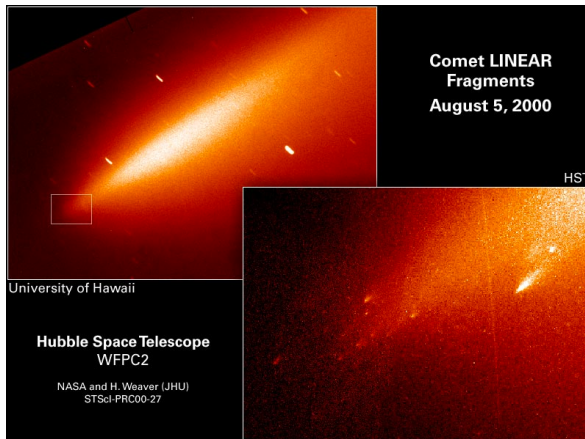 Comet LINEAR
Fragments
August 5, 2000
HST
University of Hawaii
Hubble Space Telescope
WFPC2
NASA and H. Weaver (JHU)
STScI-PRC00-27